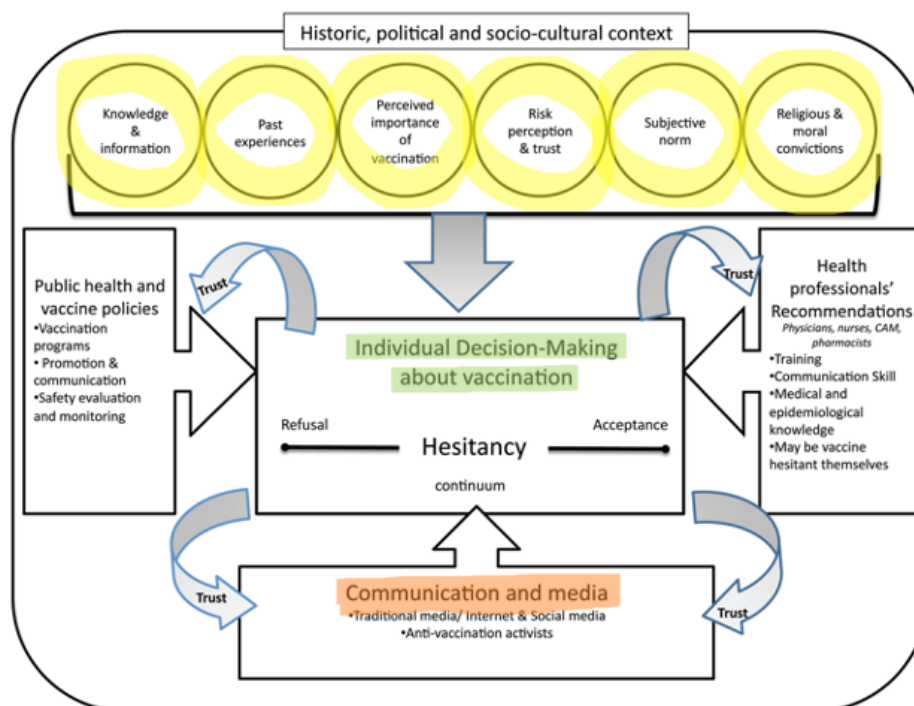 Historic, political and socio-cultural context
Knowledge
&
information
Past
experiences
Perceived
importance
of
vaccination
Risk
perception
& trust
Subjective
norm
Religious &
moral
convictions
Public health and
vaccine policies
•Vaccination
programs
• Promotion &
communication
•Safety evaluation
and monitoring
Trust
Trust
Health
professionals'
Recommendations
Physicians, nurses, CAM,
pharmacists
•Training
•Communication Skill
•Medical and
epidemiological
knowledge
•May be vaccine
hesitant themselves
Individual Decision-Making
about vaccination
Refusal
Acceptance
Hesitancy
continuum
Trust
Trust
Communication and media
•Traditional media/ Internet & Social media
•Anti-vaccination activists